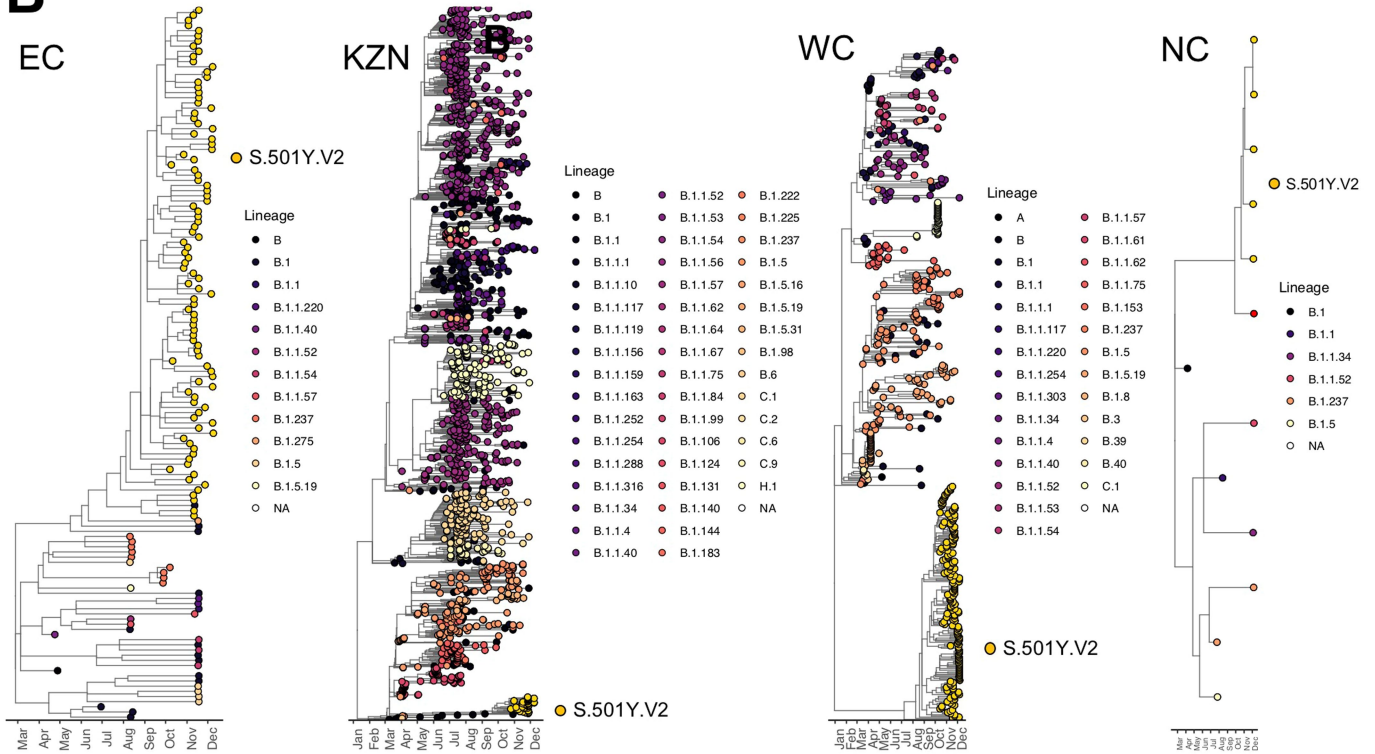 B
EC
S.501Y.V2
Lineage
B
B.1
B.1.1
B.1.1.220
B.1.1.40
B.1.1.52
B.1.1.54
B.1.1.57
B.1.237
B.1.275
B.1.5
B.1.5.19
NA
Mar Apr May Jun Jul Aug Sep Oct Nov Dec
KZN
B
Lineage
B B.1.1.52 B.1.222
B.1 B.1.1.53 B.1.225
B.1.1 B.1.1.54 B.1.237
B.1.1.1 B.1.1.56 B.1.5
B.1.1.10 B.1.1.57 B.1.5.16
B.1.1.117 B.1.1.62 B.1.5.19
B.1.1.119 B.1.1.64 B.1.5.31
B.1.1.156 B.1.1.67 B.1.98
B.1.1.159 B.1.1.75 B.6
B.1.1.163 B.1.1.84 C.1
B.1.1.252 B.1.1.99 C.2
B.1.1.254 B.1.106 C.6
B.1.1.288 B.1.124 C.9
B.1.1.316 B.1.131 H.1
B.1.1.34 B.1.140 NA
B.1.1.4 B.1.144
B.1.1.40 B.1.183
S.501Y.V2
Jan Feb Mar Apr May Jun Jul Aug Sep Oct Nov Dec
WC
Lineage
A B.1.1.57
B B.1.1.61
B.1 B.1.1.62
B.1.1 B.1.1.75
B.1.1.1 B.1.153
B.1.1.117 B.1.237
B.1.1.220 B.1.5
B.1.1.254 B.1.5.19
B.1.1.303 B.1.8
B.1.1.34 B.3
B.1.1.4 B.39
B.1.1.40 B.40
B.1.1.52 C.1
B.1.1.53 NA
B.1.1.54
S.501Y.V2
Jan Feb Mar Apr May Jun Jul Aug Sep Oct Nov Dec
NC
S.501Y.V2
Lineage
B.1
B.1.1
B.1.1.34
B.1.1.52
B.1.237
B.1.5
NA
Mar Apr May Jun Jul Aug Sep Oct Nov Dec